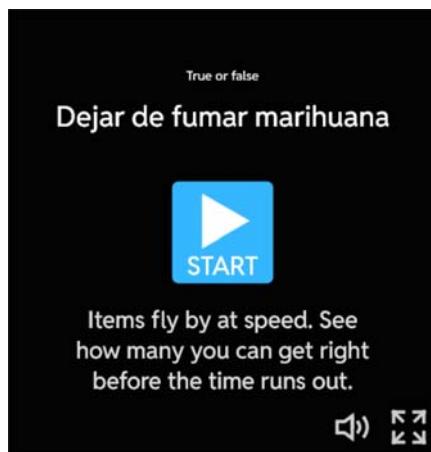 True or false
Dejar de fumar marihuana
START
Items fly by at speed. See
how many you can get right
before the time runs out.